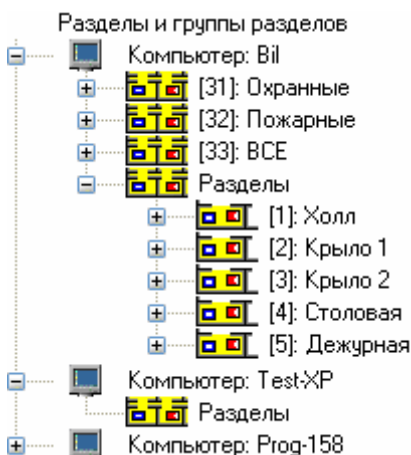 Разделы и группы разделов
Компьютер: Bil
[31]: Охранные
[32]: Пожарные
[33]: ВСЕ
Разделы
[1]: Холл
[2]: Крыло 1
[3]: Крыло 2
[4]: Столовая
[5]: Дежурная
Компьютер: Test-XP
Разделы
Компьютер: Prog-158